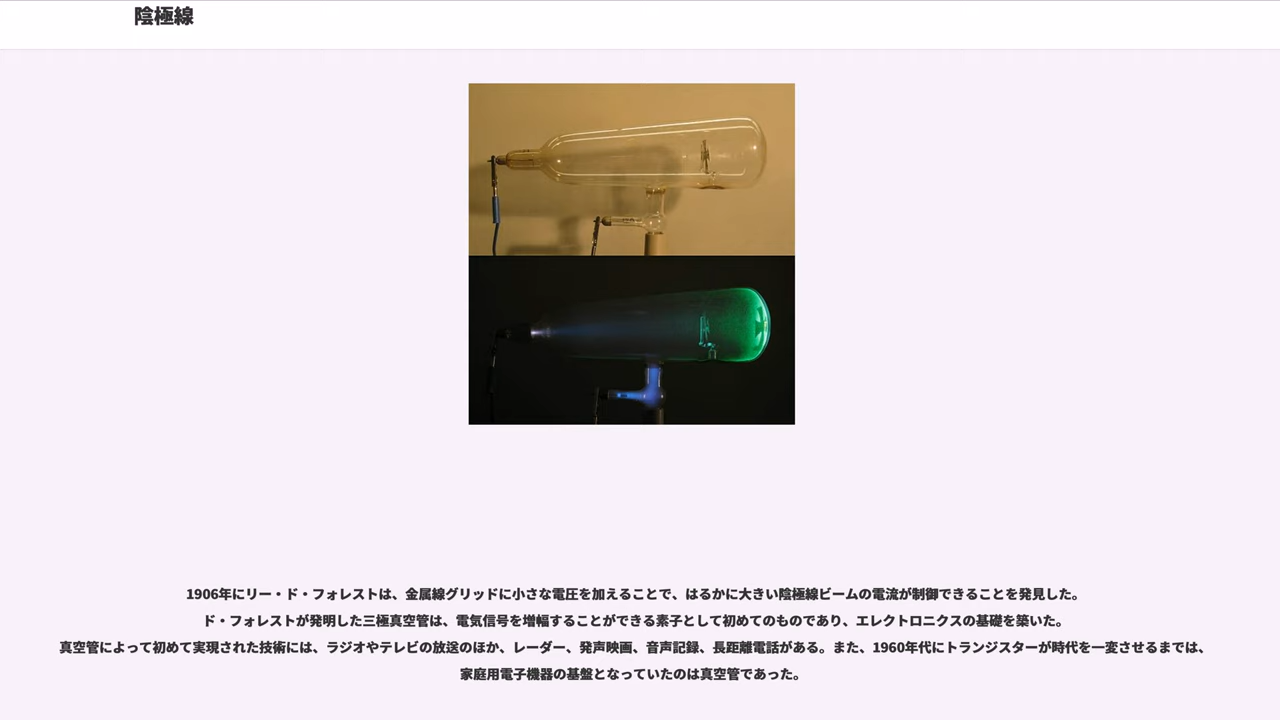 陰極線
1906年にリー・ド・フォレストは、金属線グリッドに小さな電圧を加えることで、はるかに大きい陰極線ビームの電流が制御できることを発見した。
ド・フォレストが発明した三極真空管は、電気信号を増幅することができる素子として初めてのものであり、エレクトロニクスの基礎を築いた。
真空管によって初めて実現された技術には、ラジオやテレビの放送のほか、レーダー、発声映画、音声記録、長距離電話がある。また、1960年代にトランジスターが時代を一変させるまでは、
家庭用電子機器の基盤となっていたのは真空管であった。